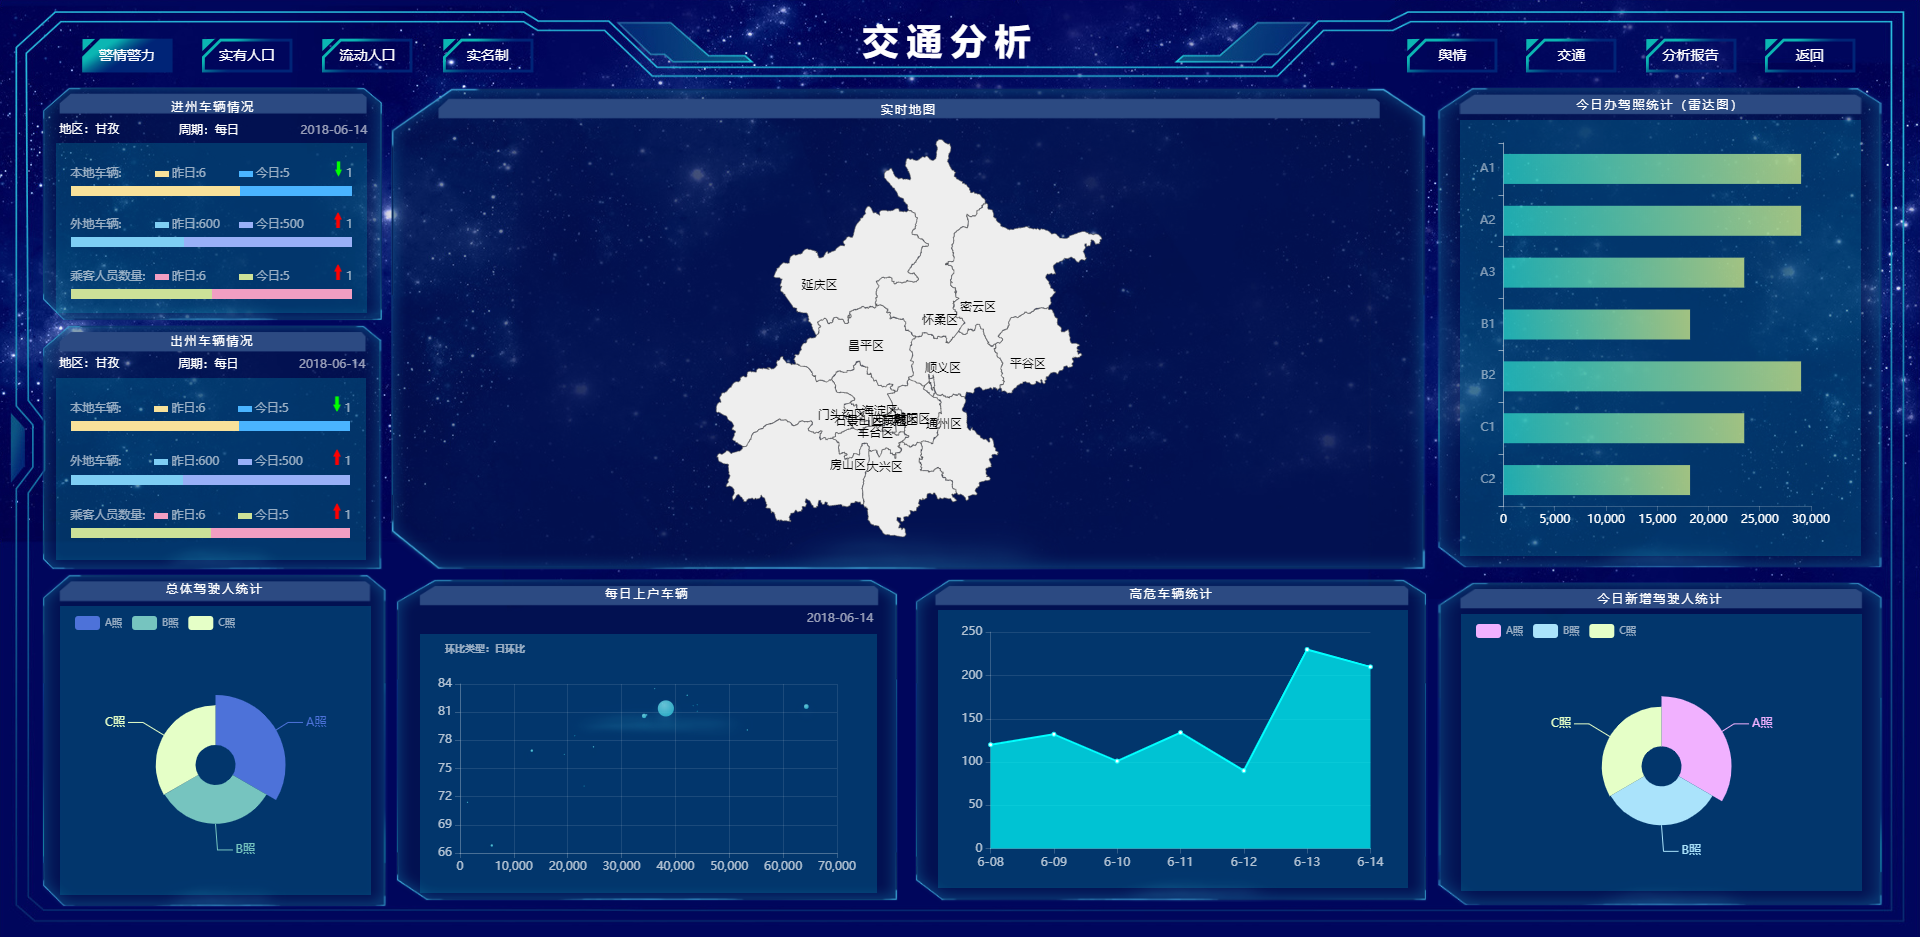 交通分析
警情警力 实有人口 流动人口 实名制
舆情 交通 分析报告 返回
进州车辆情况
地区：甘孜 周期：每日 2018-06-14
本地车辆: 昨日:6 今日:5 1
外地车辆: 昨日:600 今日:500 1
乘客人员数量: 昨日:6 今日:5 1
出州车辆情况
地区：甘孜 周期：每日 2018-06-14
本地车辆: 昨日:6 今日:5 1
外地车辆: 昨日:600 今日:500 1
乘客人员数量: 昨日:6 今日:5 1
实时地图
延庆区
密云区
怀柔区
昌平区
顺义区
平谷区
海淀区
门头沟区
通州区
丰台区
房山区
大兴区
今日办驾照统计（雷达图）
A1
A2
A3
B1
B2
C1
C2
0 5,000 10,000 15,000 20,000 25,000 30,000
总体驾驶人统计
A照 B照 C照
C照
A照
B照
每日上户车辆
2018-06-14
环比类型：日环比
84
81
78
75
72
69
66
0 10,000 20,000 30,000 40,000 50,000 60,000 70,000
高危车辆统计
250
200
150
100
50
0
6-08 6-09 6-10 6-11 6-12 6-13 6-14
今日新增驾驶人统计
A照 B照 C照
C照
A照
B照